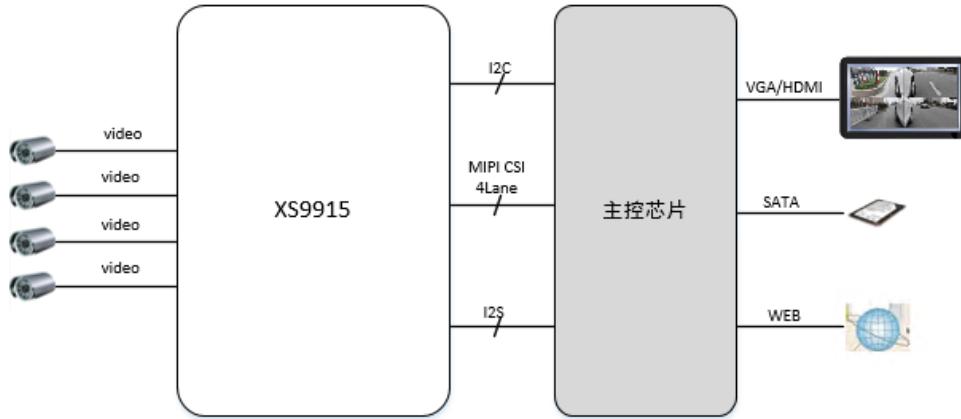 video
video
video
video
XS9915
I2C
MIPI CSI
4Lane
I2S
主控芯片
VGA/HDMI
SATA
WEB